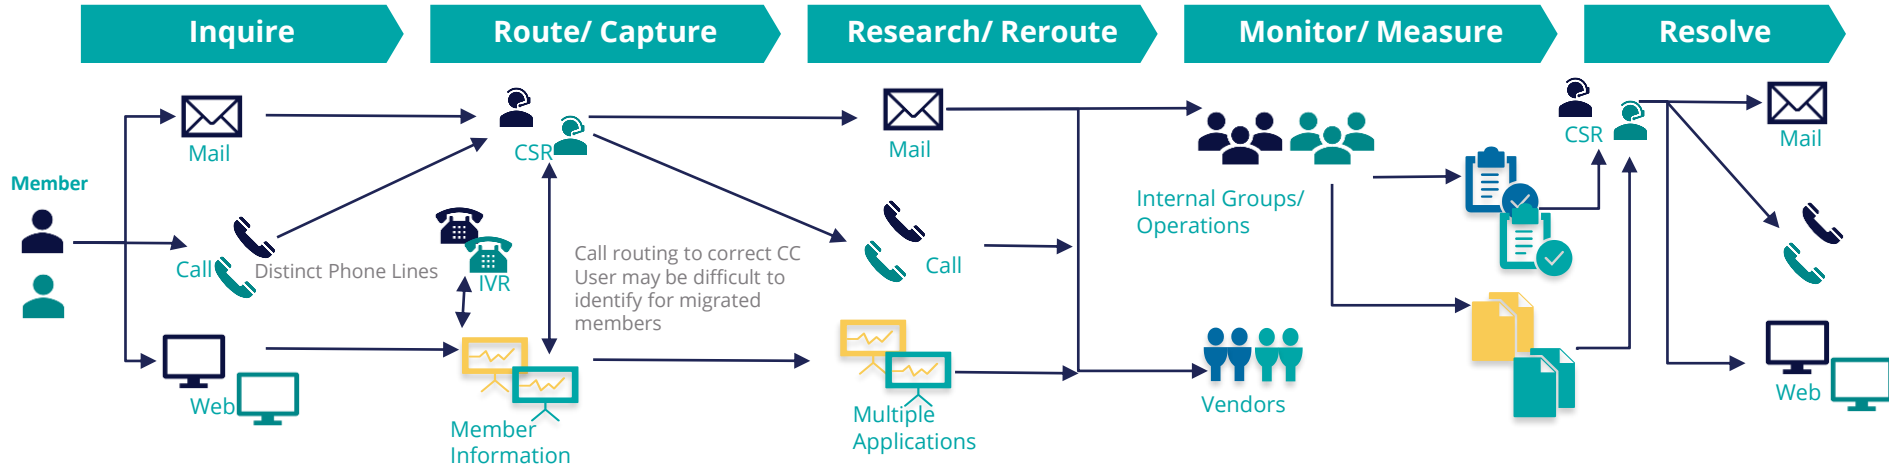 Inquire
Route/ Capture
Research/ Reroute
Monitor/ Measure
Resolve
Member
Mail
Call
Distinct Phone Lines
Web
CSR
IVR
Call routing to correct CC
User may be difficult to
identify for migrated
members
Member
Information
Mail
Call
Multiple
Applications
Internal Groups/
Operations
Vendors
CSR
Mail
Web